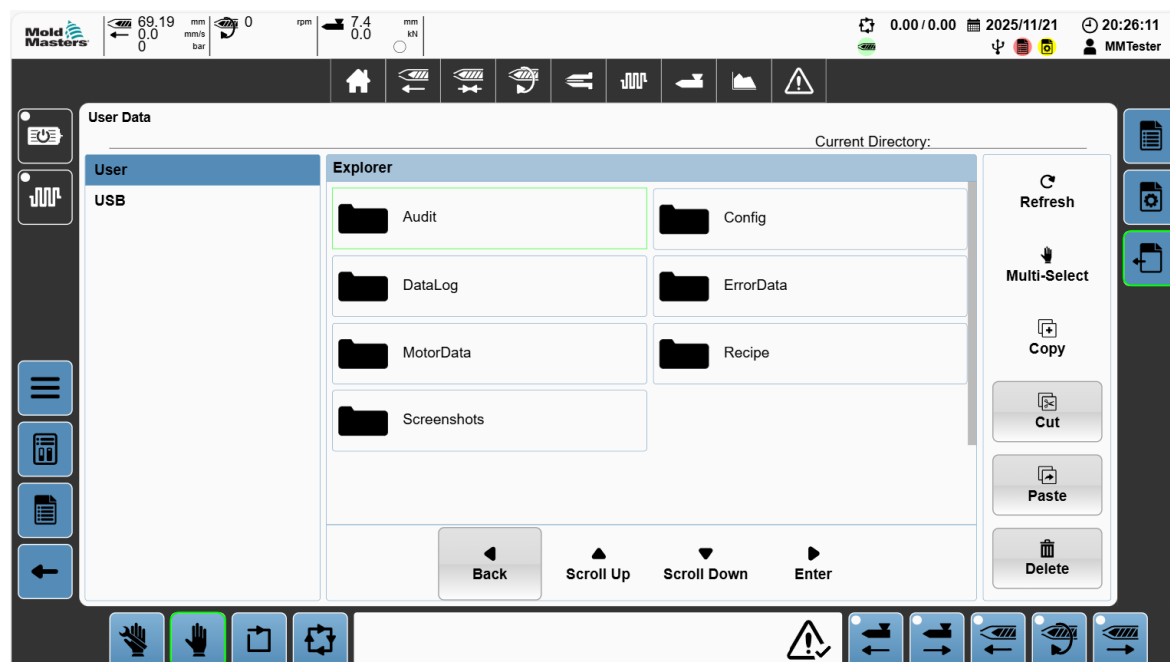 Mold
Masters
69.19 mm
0.0 mm/s
0 bar
0 rpm
7.4 mm
0.0 kN
0.00 / 0.00
2025/11/21
20:26:11
MMTester
User Data
Current Directory:
User
USB
Explorer
Audit
Config
DataLog
ErrorData
MotorData
Recipe
Screenshots
Back
Scroll Up
Scroll Down
Enter
Refresh
Multi-Select
Copy
Cut
Paste
Delete